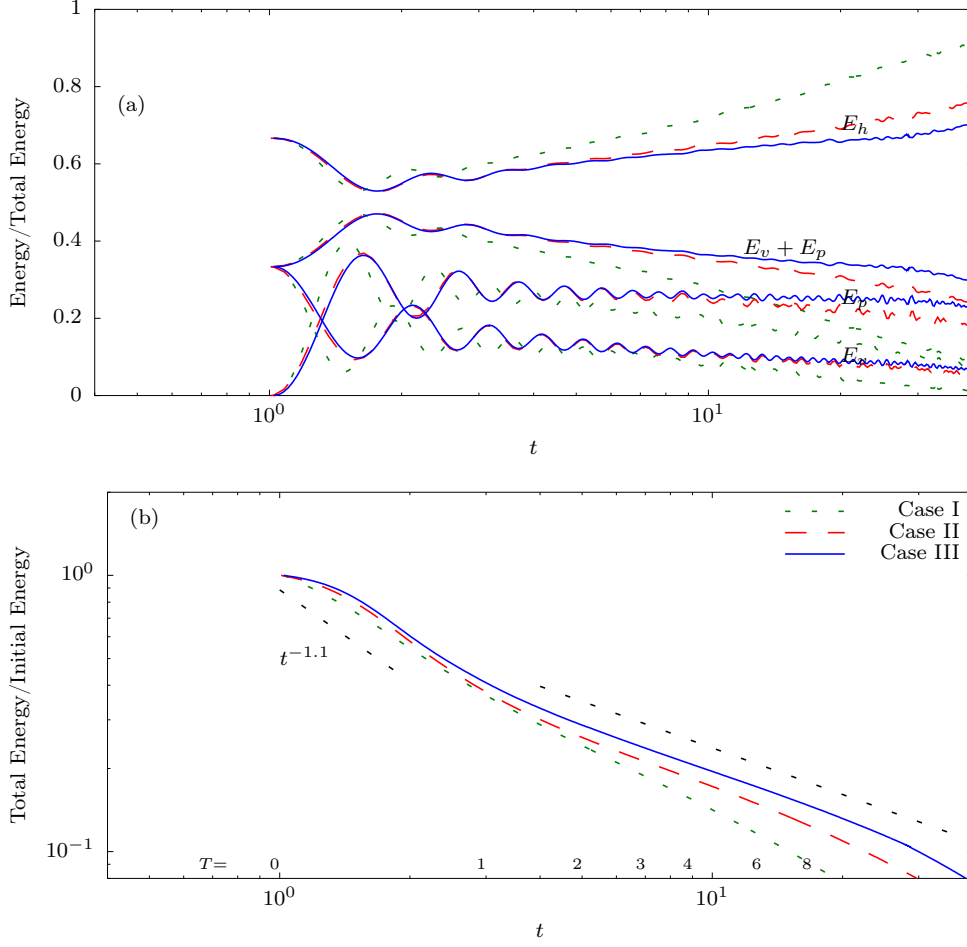 1
0.8
0.6
0.4
0.2
0
Energy/Total Energy
(a)
E_h
E_v + E_p
E_p
E_v
10^0
10^1
t
(b)
Case I
Case II
Case III
10^0
10^{-1}
Total Energy/Initial Energy
t^{-1.1}
T= 0 1 2 3 4 6 8
10^0
10^1
t